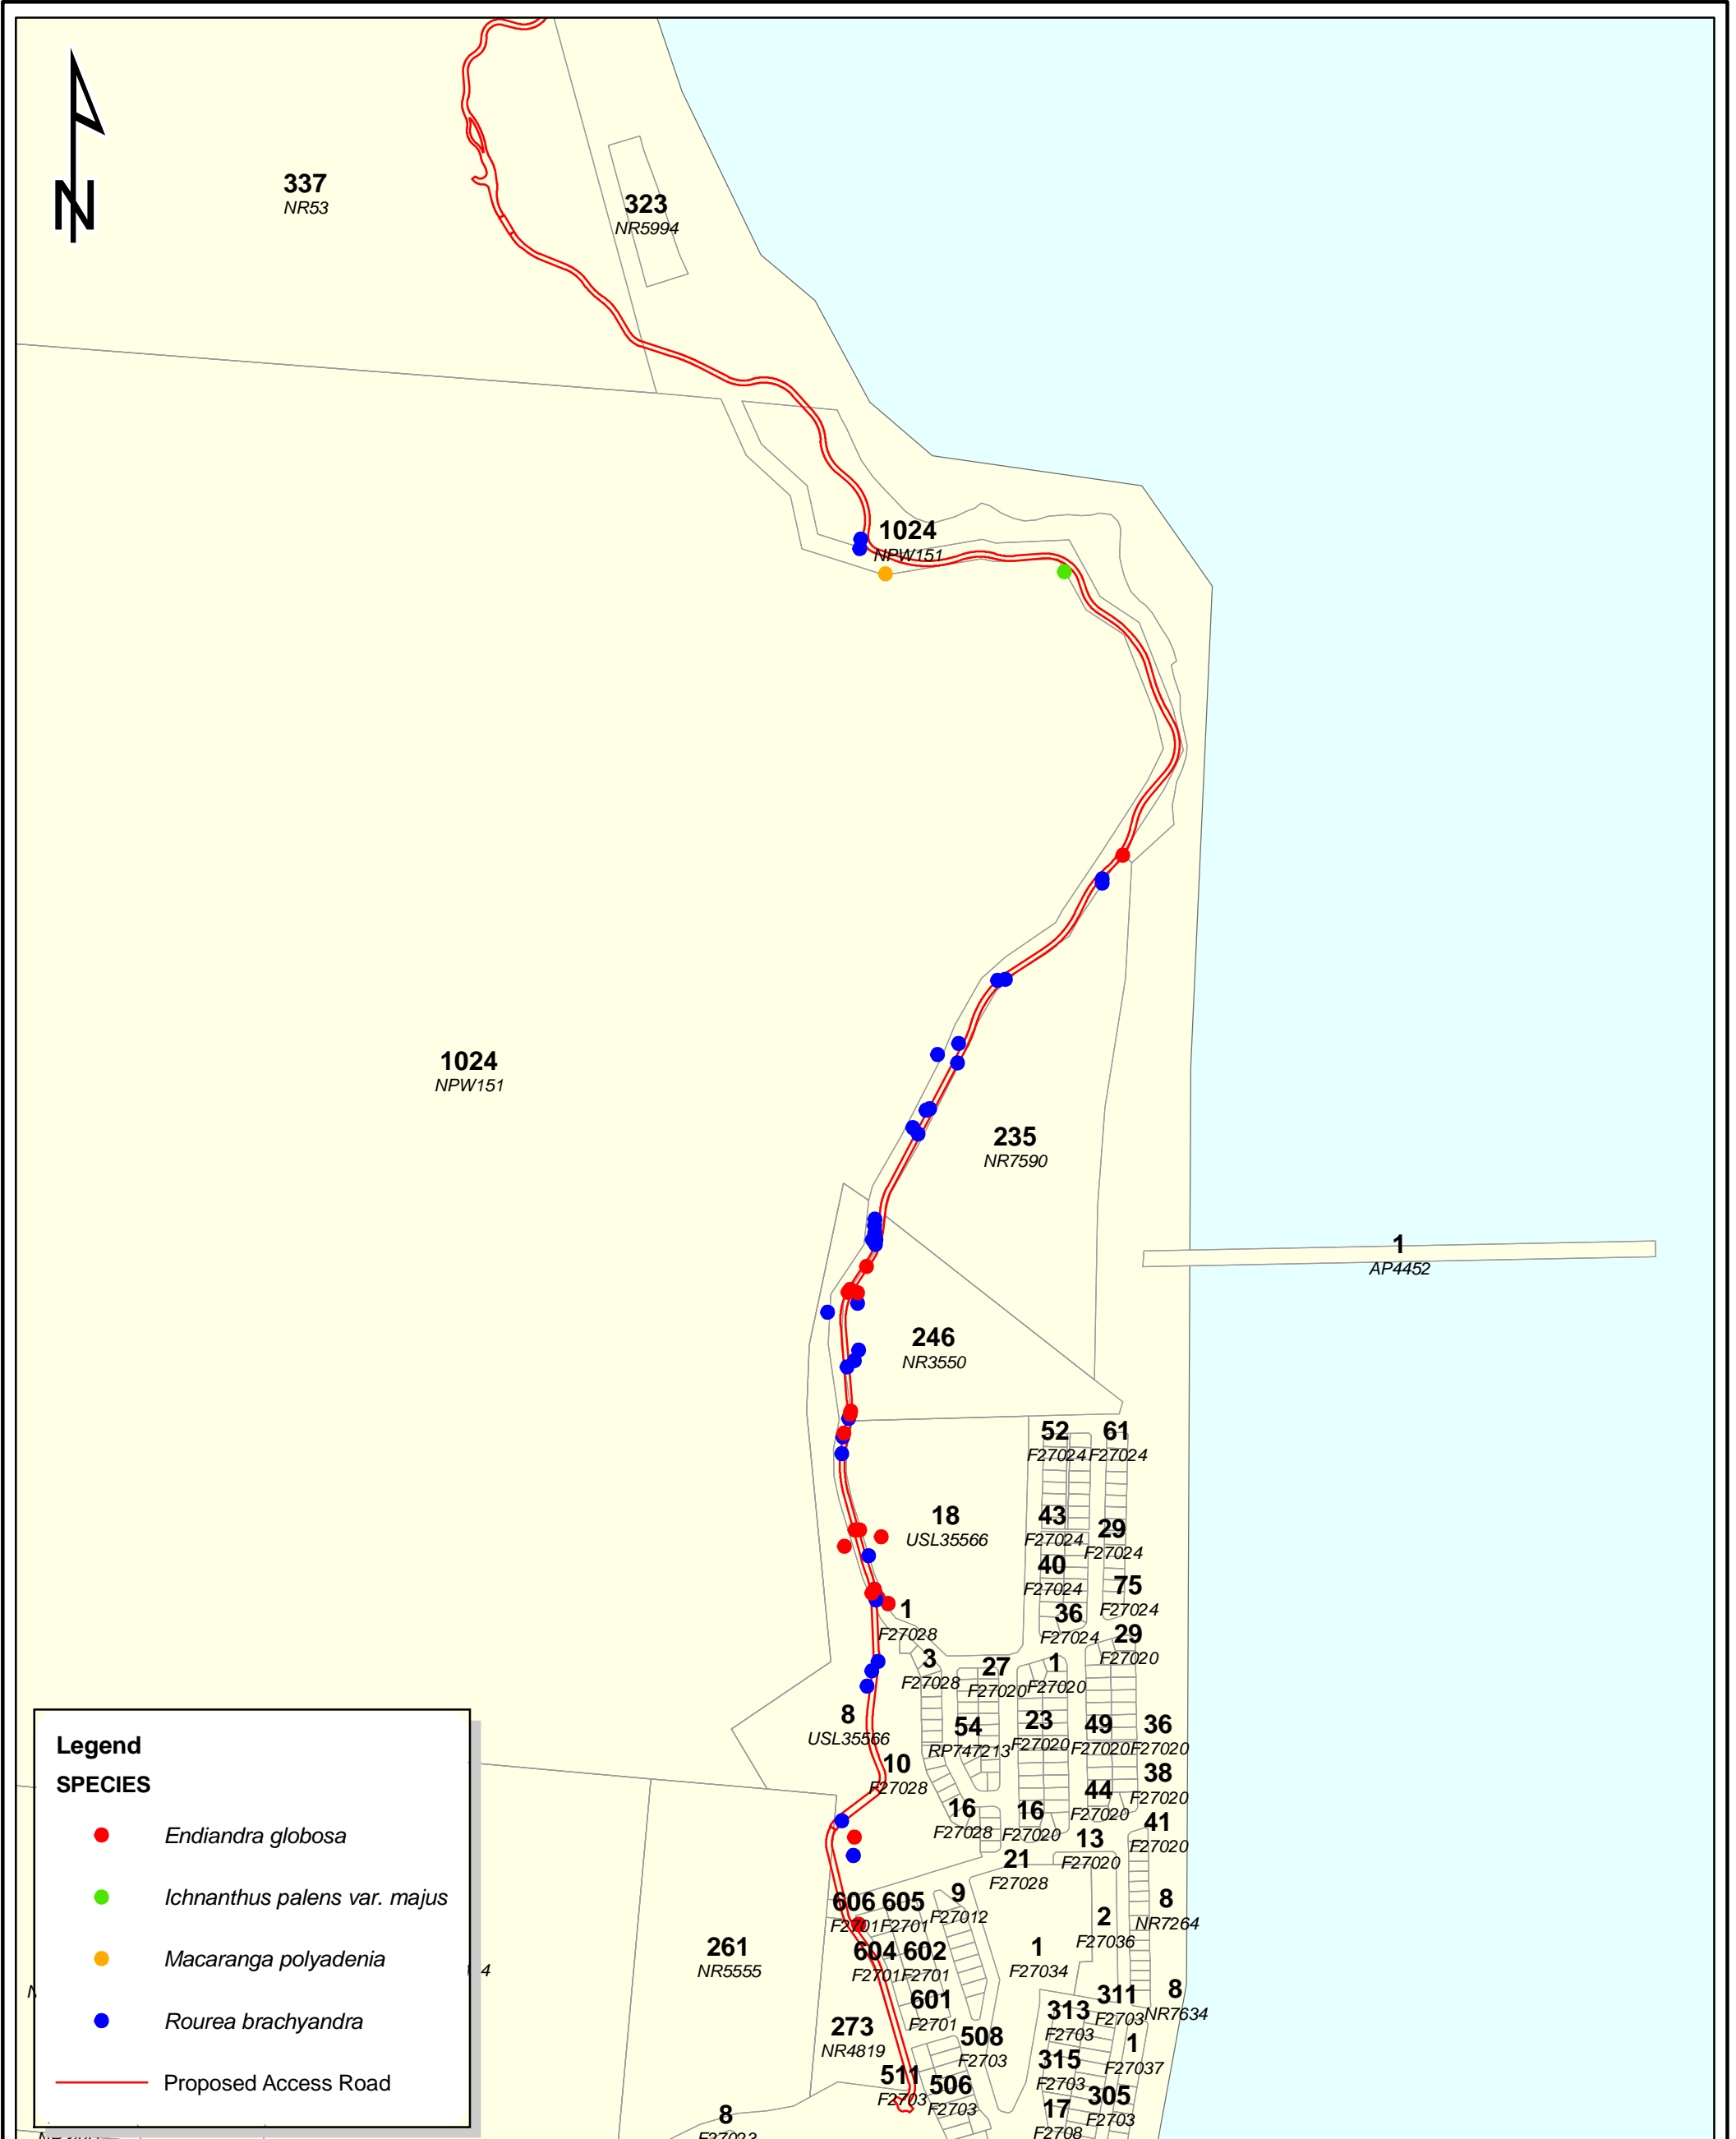 N
337
NR53
323
NR5994
1024
NPW151
1024
NPW151
235
NR7590
1
AP4452
246
NR3550
52
F27024
61
F27024
18
USL35566
43
F27024
29
F27024
40
F27024
75
F27024
36
F27024
1
F27028
29
F27020
3
F27028
27
F27020
1
F27020
8
USL35566
54
RP747213
23
F27020
49
F27020
36
F27020
10
F27028
38
F27020
44
F27020
16
F27028
16
F27020
41
F27020
13
F27020
21
F27028
606
F2701
605
F2701
9
F27012
8
NR7264
2
F27036
261
NR5555
604
F2701
602
F2701
1
F27034
601
F2701
8
NR7634
311
F2703
313
F2703
273
NR4819
508
F2703
1
F27037
315
F2703
511
F2703
506
F2703
305
F2703
17
F2708
8
F27023
Legend
SPECIES
Endiandra globosa
Ichnanthus palens var. majus
Macaranga polyadenia
Rourea brachyandra
Proposed Access Road